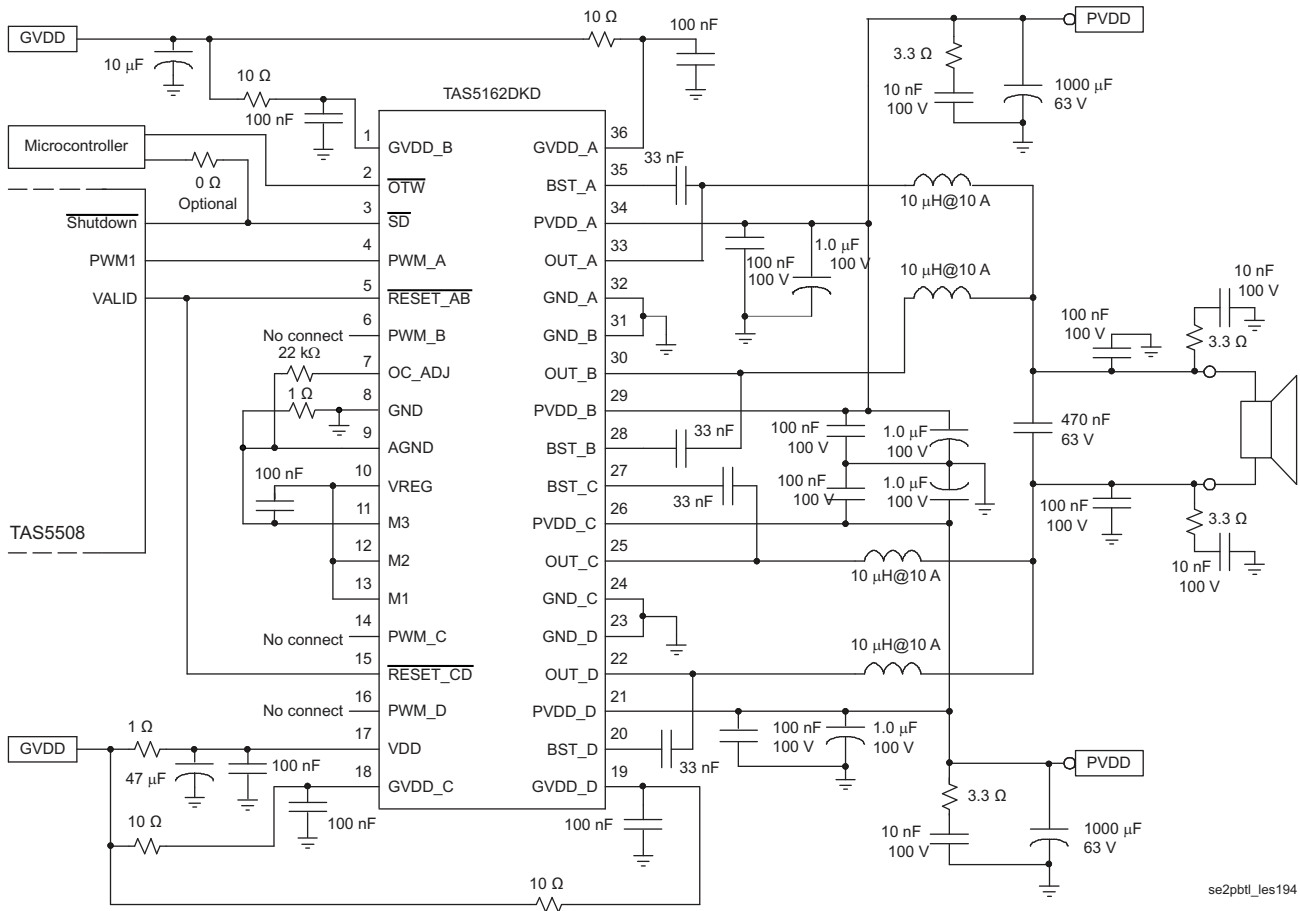 GVDD
10 μF
10 Ω
100 nF
10 Ω
100 nF
TAS5162DKD
PVDD
3.3 Ω
10 nF
100 V
1000 μF
63 V
Microcontroller
0 Ω
Optional
Shutdown
PWM1
VALID
TAS5508
No connect
22 kΩ
1 Ω
100 nF
No connect
No connect
1
GVDD_B
2
OTW
3
SD
4
PWM_A
5
RESET_AB
6
PWM_B
7
OC_ADJ
8
GND
9
AGND
10
VREG
11
M3
12
M2
13
M1
14
PWM_C
15
RESET_CD
16
PWM_D
17
VDD
18
GVDD_C
36
GVDD_A
35
BST_A
34
PVDD_A
33
OUT_A
32
GND_A
31
GND_B
30
OUT_B
29
PVDD_B
28
BST_B
27
BST_C
26
PVDD_C
25
OUT_C
24
GND_C
23
GND_D
22
OUT_D
21
PVDD_D
20
BST_D
19
GVDD_D
33 nF
10 μH@10 A
100 nF
100 V
1.0 μF
100 V
10 μH@10 A
10 nF
100 V
3.3 Ω
100 nF
100 V
33 nF
100 nF
100 V
1.0 μF
100 V
470 nF
63 V
33 nF
100 nF
100 V
1.0 μF
100 V
100 nF
100 V
3.3 Ω
10 nF
100 V
10 μH@10 A
10 μH@10 A
100 nF
100 V
1.0 μF
100 V
33 nF
GVDD
1 Ω
47 μF
100 nF
10 Ω
100 nF
100 nF
10 Ω
PVDD
3.3 Ω
10 nF
100 V
1000 μF
63 V
se2pbtl_les194